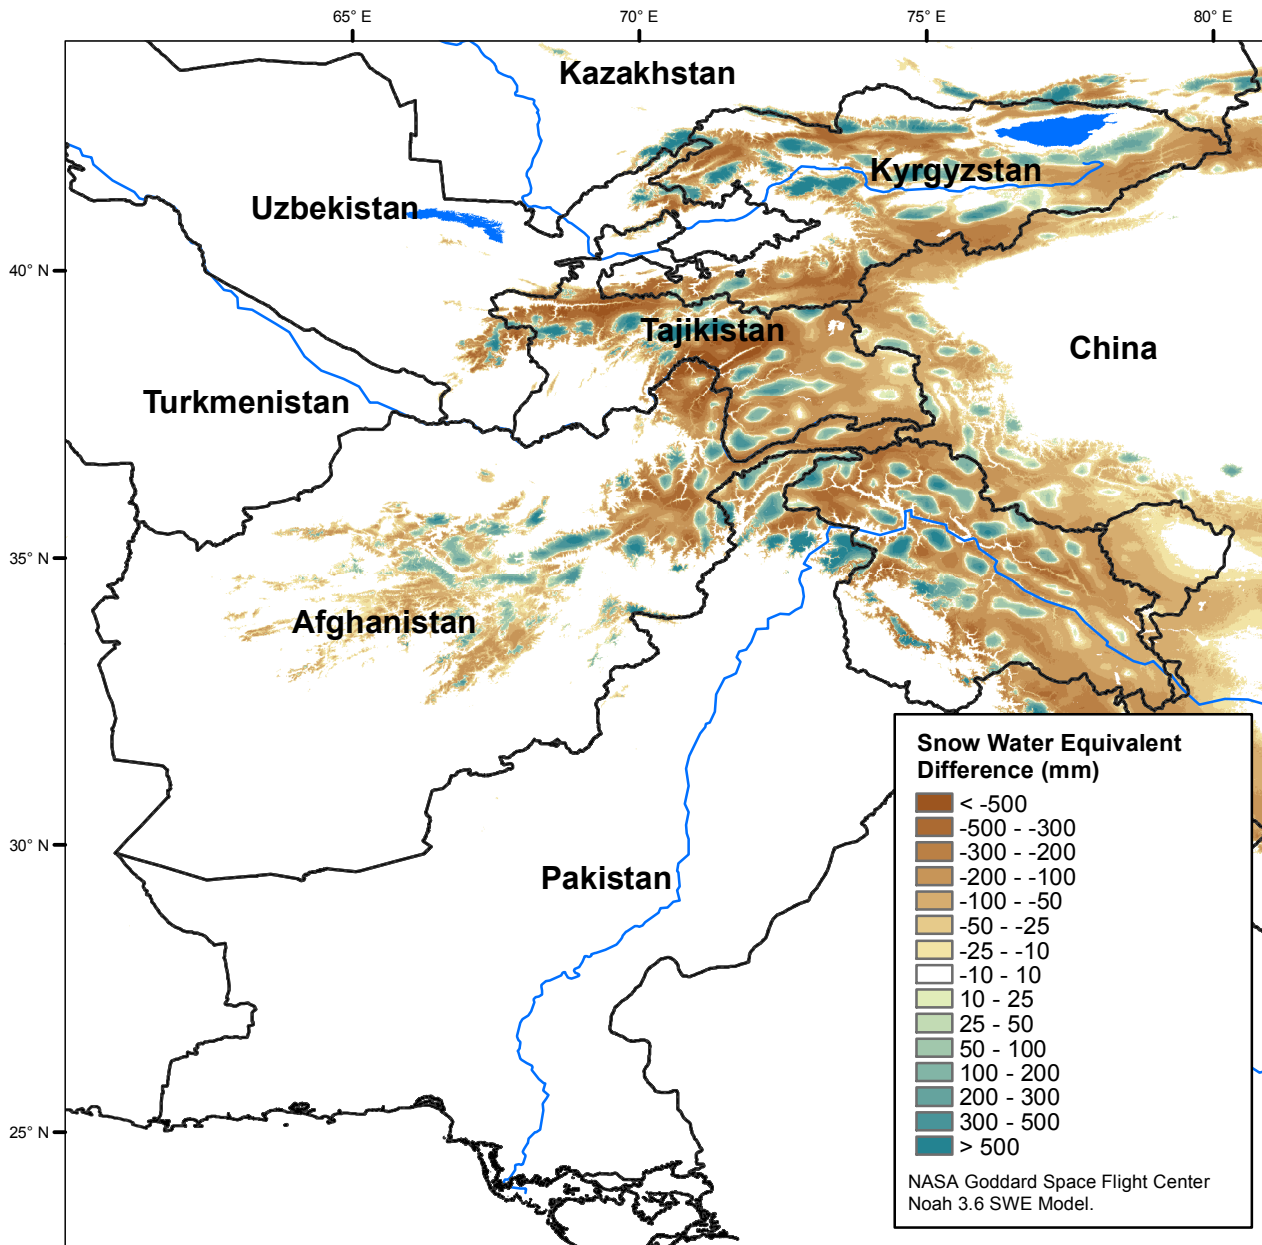 65° E
70° E
75° E
80° E
Kazakhstan
Kyrgyzstan
Uzbekistan
40° N
Tajikistan
China
Turkmenistan
35° N
Afghanistan
30° N
Pakistan
25° N
Snow Water Equivalent
Difference (mm)
< -500
-500 - -300
-300 - -200
-200 - -100
-100 - -50
-50 - -25
-25 - -10
-10 - 10
10 - 25
25 - 50
50 - 100
100 - 200
200 - 300
300 - 500
> 500
NASA Goddard Space Flight Center
Noah 3.6 SWE Model.